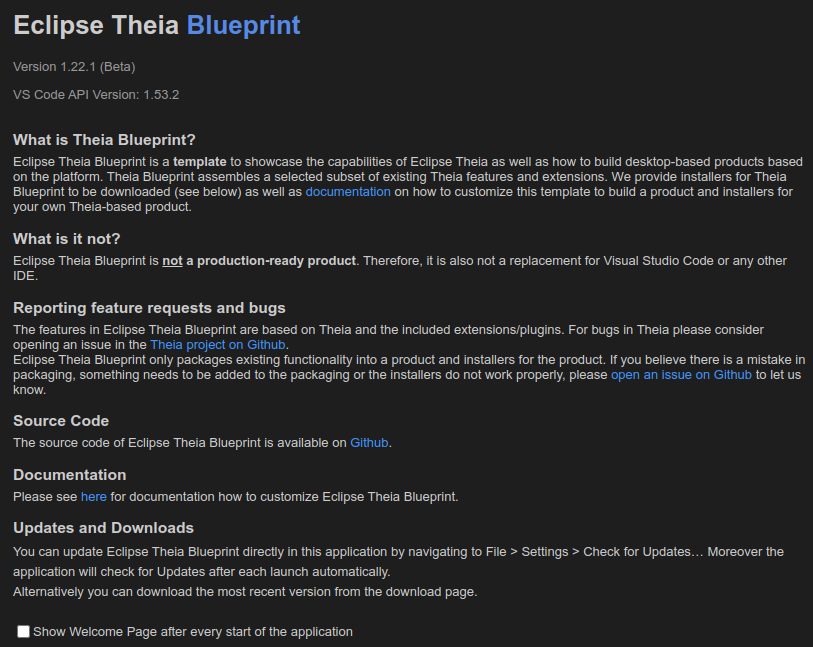 Eclipse Theia Blueprint
Version 1.22.1 (Beta)
VS Code API Version: 1.53.2
What is Theia Blueprint?
Eclipse Theia Blueprint is a template to showcase the capabilities of Eclipse Theia as well as how to build desktop-based products based
on the platform. Theia Blueprint assembles a selected subset of existing Theia features and extensions. We provide installers for Theia
Blueprint to be downloaded (see below) as well as documentation on how to customize this template to build a product and installers for
your own Theia-based product.
What is it not?
Eclipse Theia Blueprint is not a production-ready product. Therefore, it is also not a replacement for Visual Studio Code or any other
IDE.
Reporting feature requests and bugs
The features in Eclipse Theia Blueprint are based on Theia and the included extensions/plugins. For bugs in Theia please consider
opening an issue in the Theia project on Github.
Eclipse Theia Blueprint only packages existing functionality into a product and installers for the product. If you believe there is a mistake in
packaging, something needs to be added to the packaging or the installers do not work properly, please open an issue on Github to let us
know.
Source Code
The source code of Eclipse Theia Blueprint is available on Github.
Documentation
Please see here for documentation how to customize Eclipse Theia Blueprint.
Updates and Downloads
You can update Eclipse Theia Blueprint directly in this application by navigating to File > Settings > Check for Updates… Moreover the
application will check for Updates after each launch automatically.
Alternatively you can download the most recent version from the download page.
Show Welcome Page after every start of the application